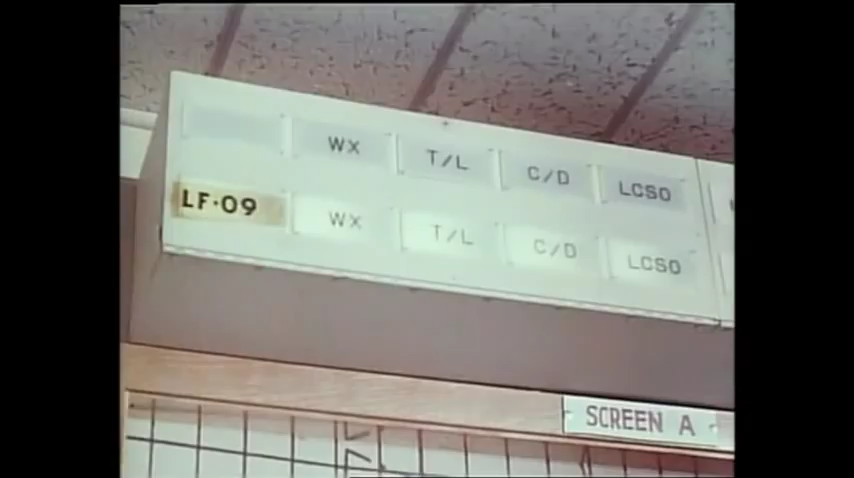 WX T/L C/D LCSO
LF-09 WX T/L C/D LCSO
SCREEN A